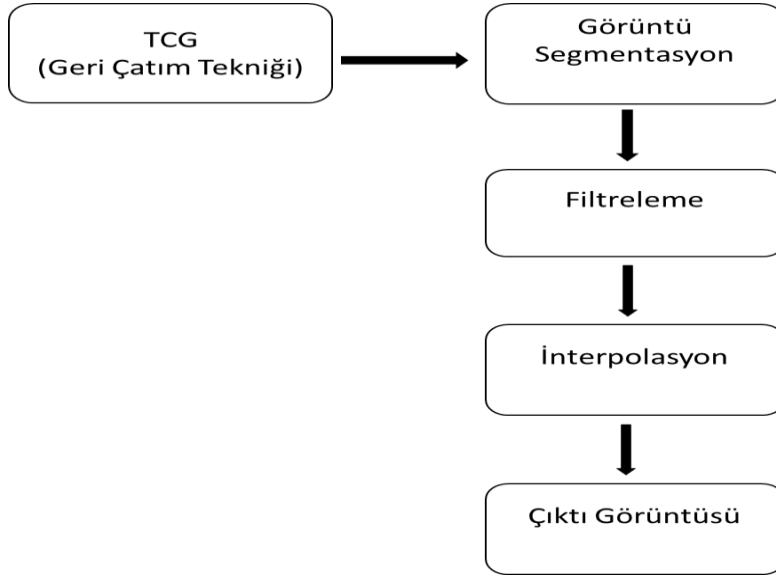 TCG
(Geri Çatım Tekniği)
Görüntü
Segmentasyon
Filtreleme
İnterpolasyon
Çıktı Görüntüsü